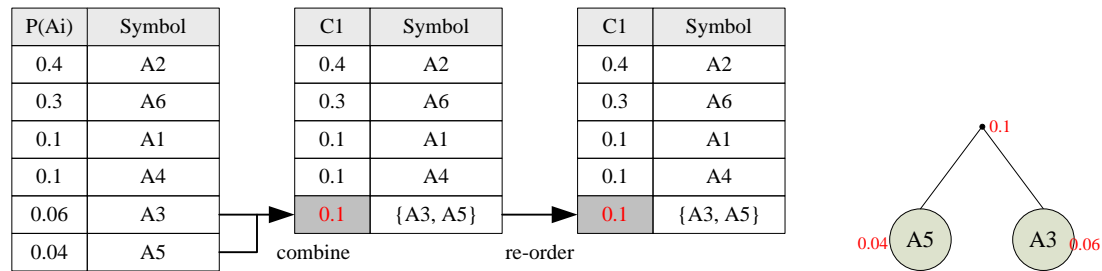 P(Ai) Symbol
0.4 A2
0.3 A6
0.1 A1
0.1 A4
0.06 A3
0.04 A5
combine
C1 Symbol
0.4 A2
0.3 A6
0.1 A1
0.1 A4
0.1 {A3, A5}
re-order
C1 Symbol
0.4 A2
0.3 A6
0.1 A1
0.1 A4
0.1 {A3, A5}
0.1
0.04 A5 A3 0.06